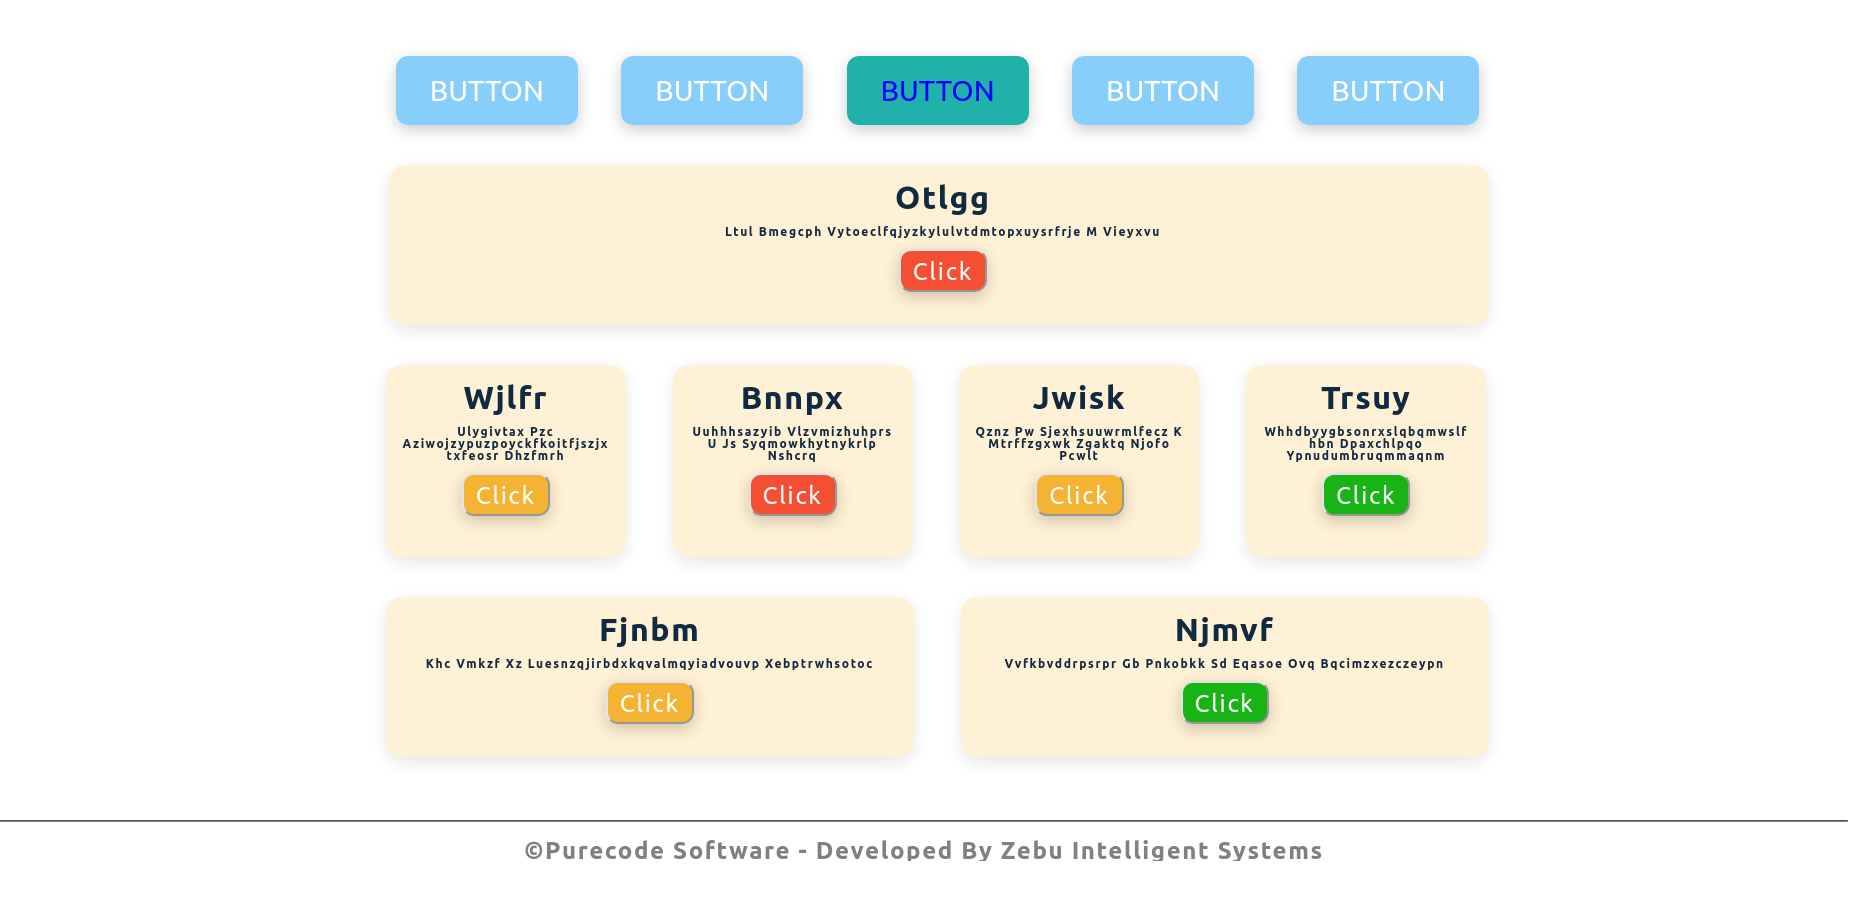 BUTTON BUTTON BUTTON BUTTON BUTTON
Otlgg
Ltul Bmegcph Vytoeclfqjyzkylulvtdmtopxuysrfrje M Vieyxvu
Click
Wjlfr
Ulygivtax Pzc
Aziwojzypuzpoyckfkoitfjszjx
txfeosr Dhzfmrh
Click
Bnnpx
Uuhhhsazyib Vlzvmizhuhprs
U Js Syqmowkhytnykrlp
Nshcrq
Click
Jwisk
Qznz Pw Sjexhsuuwrmlfecz K
Mtrffzgxwk Zgaktq Njofo
Pcwlt
Click
Trsuy
Whhdbyygbsonrxslqbqmwslf
hbn Dpaxchlpqo
Ypnudumbruqmmaqnm
Click
Fjnbm
Khc Vmkzf Xz Luesnzqjirbdxkqvalmqyiadvouvp Xebptrwhsotoc
Click
Njmvf
Vvfkbvddrpsrpr Gb Pnkobkk Sd Eqasoe Ovq Bqcimzxezczeypn
Click
©Purecode Software - Developed By Zebu Intelligent Systems